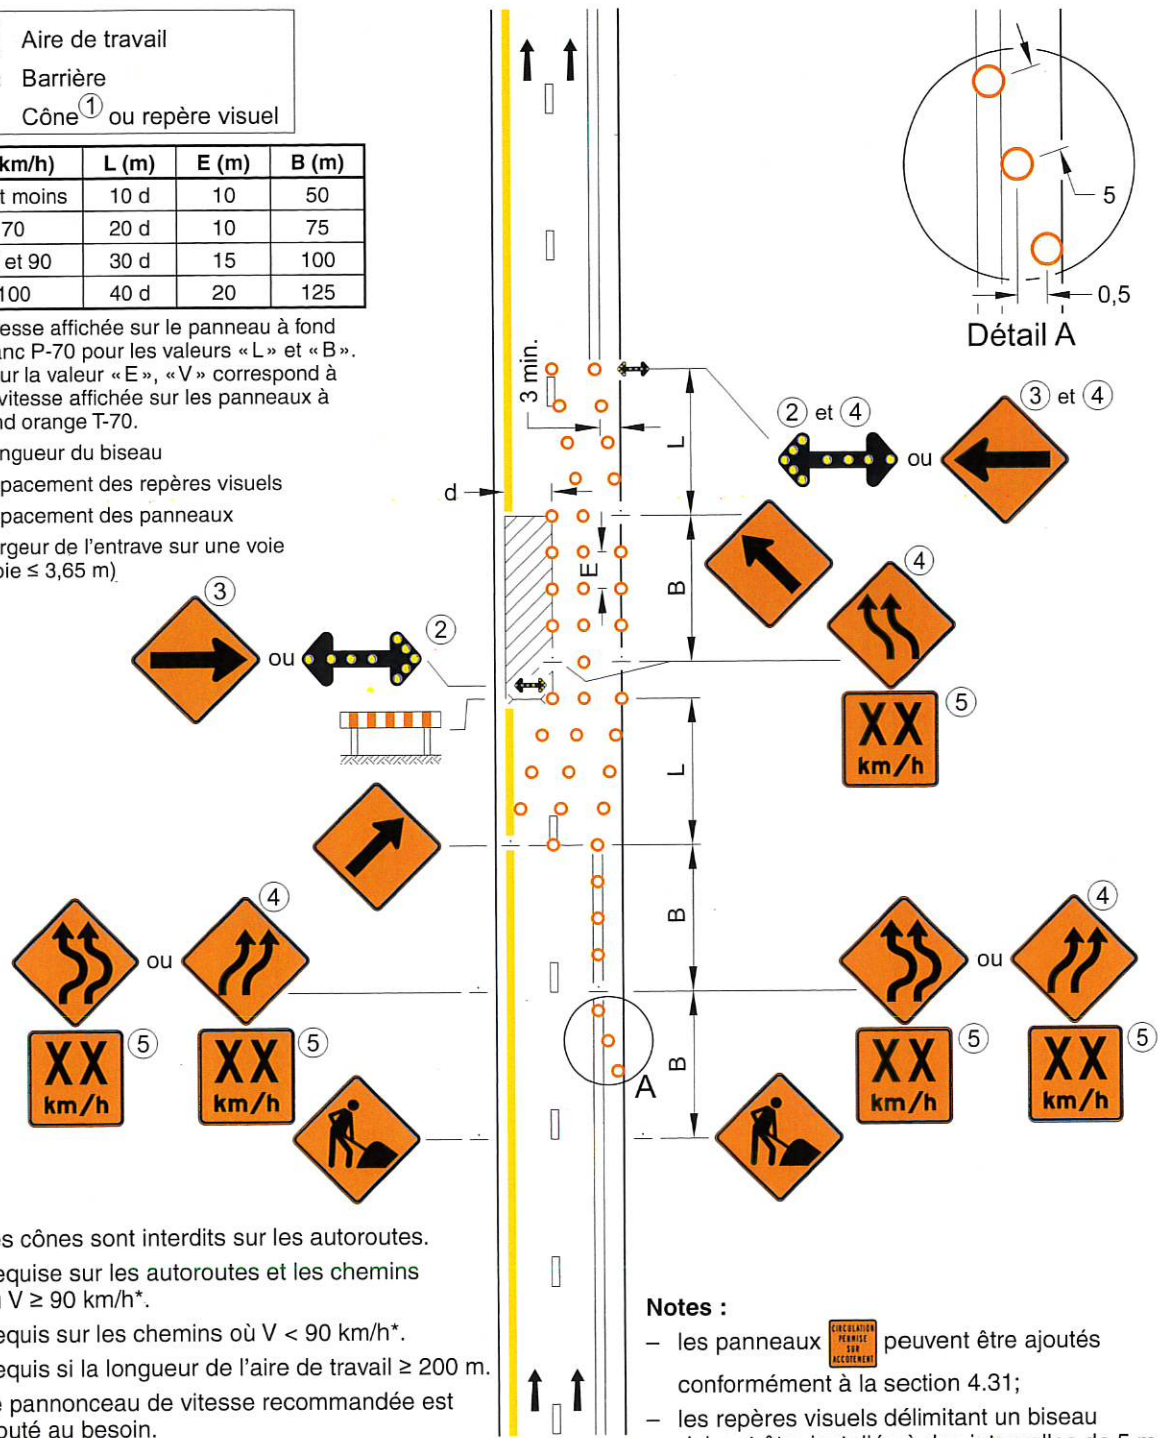 Aire de travail
Barrière
Cône① ou repère visuel
km/h) L (m) E (m) B (m)
t moins 10 d 10 50
70 20 d 10 75
et 90 30 d 15 100
100 40 d 20 125
esse affichée sur le panneau à fond
anc P-70 pour les valeurs «L» et «B».
ur la valeur «E», «V» correspond à
vitesse affichée sur les panneaux à
nd orange T-70.
ngueur du biseau
pacement des repères visuels
pacement des panneaux
rgeur de l'entrave sur une voie
oie ≤ 3,65 m)
5
0,5
Détail A
3 min.
L
② et ④
ou
③ et ④
d
E
B
④
③
ou
②
XX
km/h
⑤
L
B
ou
④
ou
④
XX
km/h
⑤
XX
km/h
⑤
A
B
XX
km/h
⑤
XX
km/h
⑤
s cônes sont interdits sur les autoroutes.
equise sur les autoroutes et les chemins
ù V ≥ 90 km/h*.
equis sur les chemins où V < 90 km/h*.
equis si la longueur de l'aire de travail ≥ 200 m.
e pannonceau de vitesse recommandée est
outé au besoin.
Notes :
– les panneaux CIRCULATION PERMISE SUR ACCOTEMENT peuvent être ajoutés
conformément à la section 4.31;
– les repères visuels délimitant un biseau